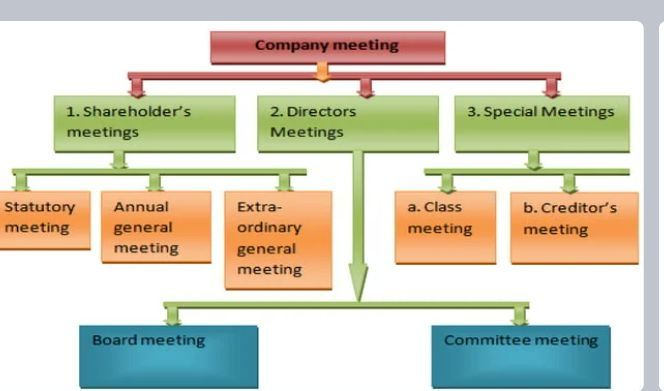 Company meeting
1. Shareholder's
meetings
2. Directors
Meetings
3. Special Meetings
Statutory
meeting
Annual
general
meeting
Extra-
ordinary
general
meeting
a. Class
meeting
b. Creditor's
meeting
Board meeting
Committee meeting